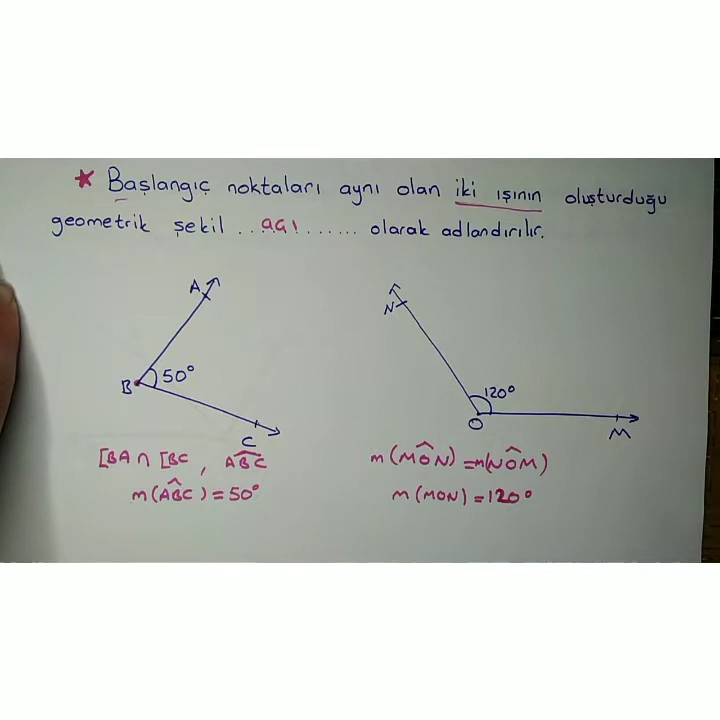 ★ Başlangıç noktaları aynı olan iki ışının oluşturduğu
geometrik şekil ..açı...... olarak adlandırılır.
A
50°
B
C
[BA ∩ [BC , ABC
m(ABC) = 50°
N
120°
O
M
m(MON) = m(NOM)
m(MON) = 120°